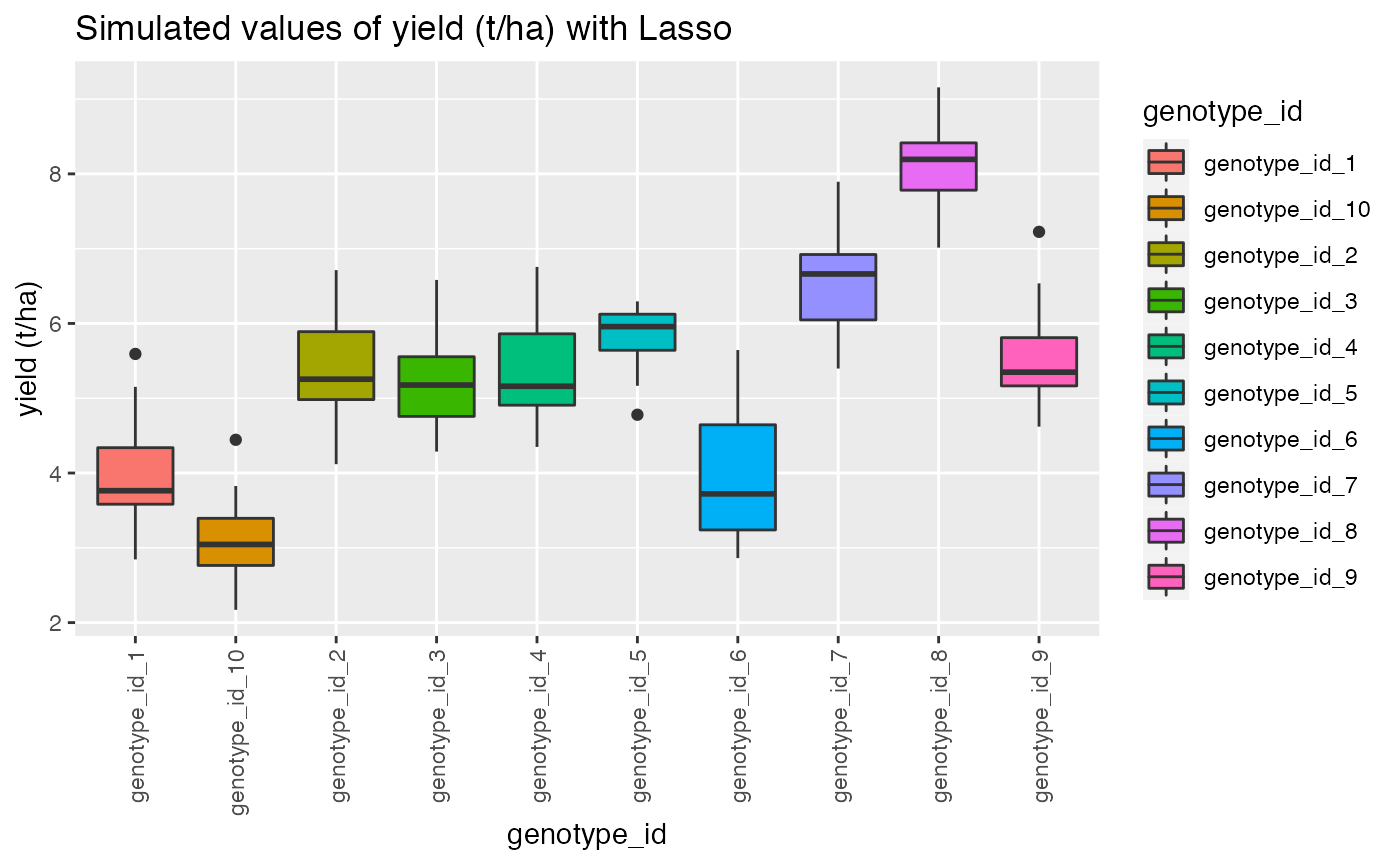 Simulated values of yield (t/ha) with Lasso
yield (t/ha)
8
6
4
2
genotype_id_1
genotype_id_10
genotype_id_2
genotype_id_3
genotype_id_4
genotype_id_5
genotype_id_6
genotype_id_7
genotype_id_8
genotype_id_9
genotype_id
genotype_id
genotype_id_1
genotype_id_10
genotype_id_2
genotype_id_3
genotype_id_4
genotype_id_5
genotype_id_6
genotype_id_7
genotype_id_8
genotype_id_9